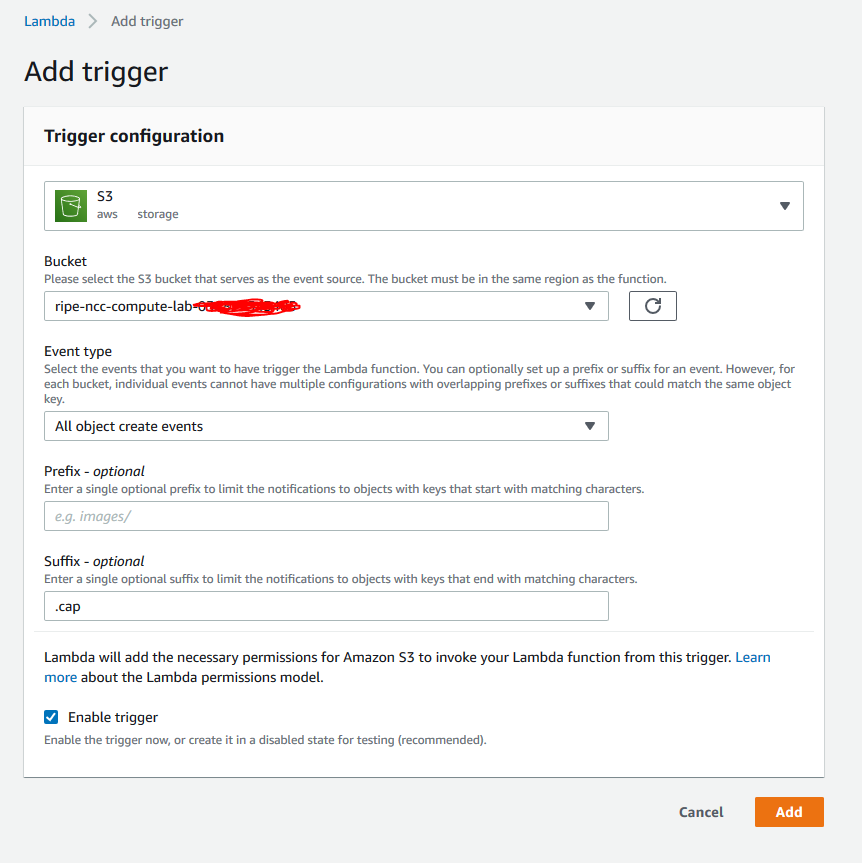 Lambda > Add trigger
Add trigger
Trigger configuration
S3
aws storage
Bucket
Please select the S3 bucket that serves as the event source. The bucket must be in the same region as the function.
ripe-ncc-compute-lab-
Event type
Select the events that you want to have trigger the Lambda function. You can optionally set up a prefix or suffix for an event. However, for
each bucket, individual events cannot have multiple configurations with overlapping prefixes or suffixes that could match the same object
key.
All object create events
Prefix - optional
Enter a single optional prefix to limit the notifications to objects with keys that start with matching characters.
e.g. images/
Suffix - optional
Enter a single optional suffix to limit the notifications to objects with keys that end with matching characters.
.cap
Lambda will add the necessary permissions for Amazon S3 to invoke your Lambda function from this trigger. Learn
more about the Lambda permissions model.
Enable trigger
Enable the trigger now, or create it in a disabled state for testing (recommended).
Cancel Add